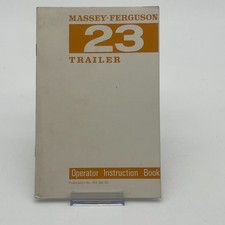 MASSEY-FERGUSON
23
TRAILER
Operator Instruction Book